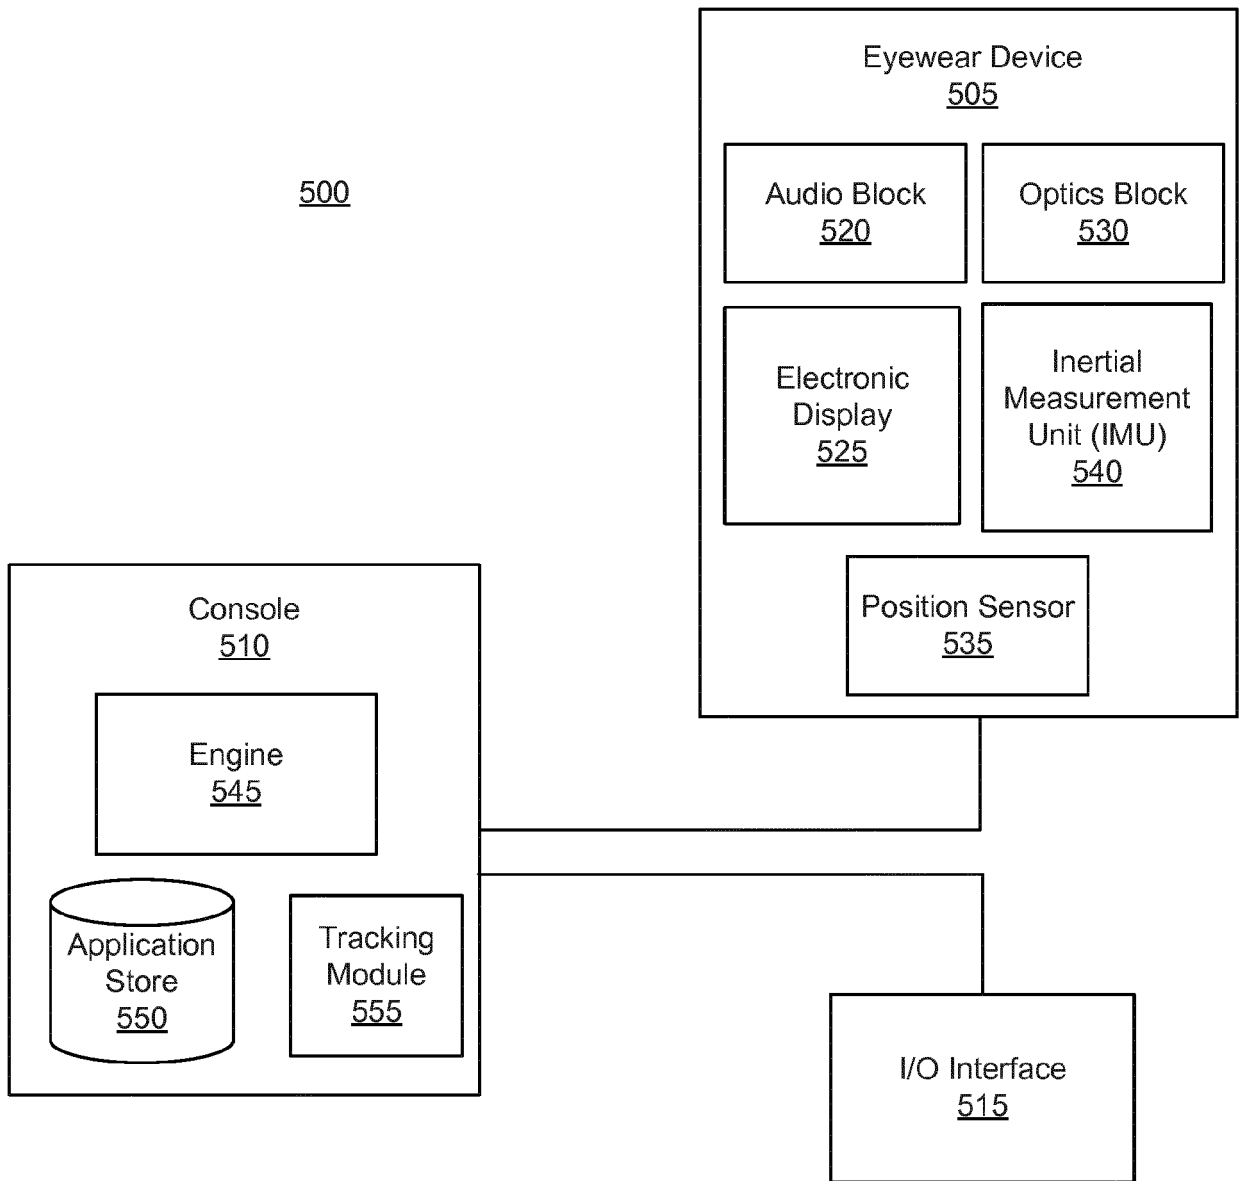 500
Eyewear Device
505
Audio Block
520
Optics Block
530
Electronic
Display
525
Inertial
Measurement
Unit (IMU)
540
Position Sensor
535
Console
510
Engine
545
Application
Store
550
Tracking
Module
555
I/O Interface
515